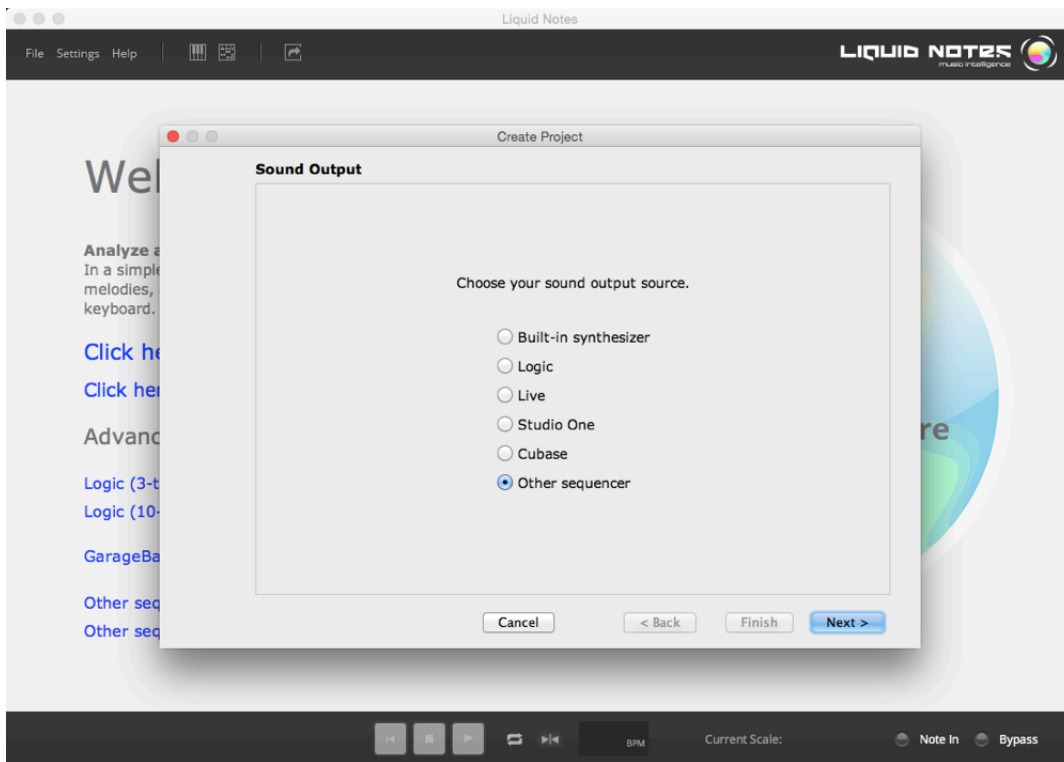 Liquid Notes
File Settings Help
LIQUID NOTES
music intelligence
Create Project
Sound Output
Wel
Analyze a
In a simple
melodies,
keyboard.
Click he
Click her
Advanc
Logic (3-t
Logic (10-
GarageBa
Other seq
Other seq
Choose your sound output source.
Built-in synthesizer
Logic
Live
Studio One
Cubase
Other sequencer
re
Cancel
< Back
Finish
Next >
BPM
Current Scale:
Note In
Bypass